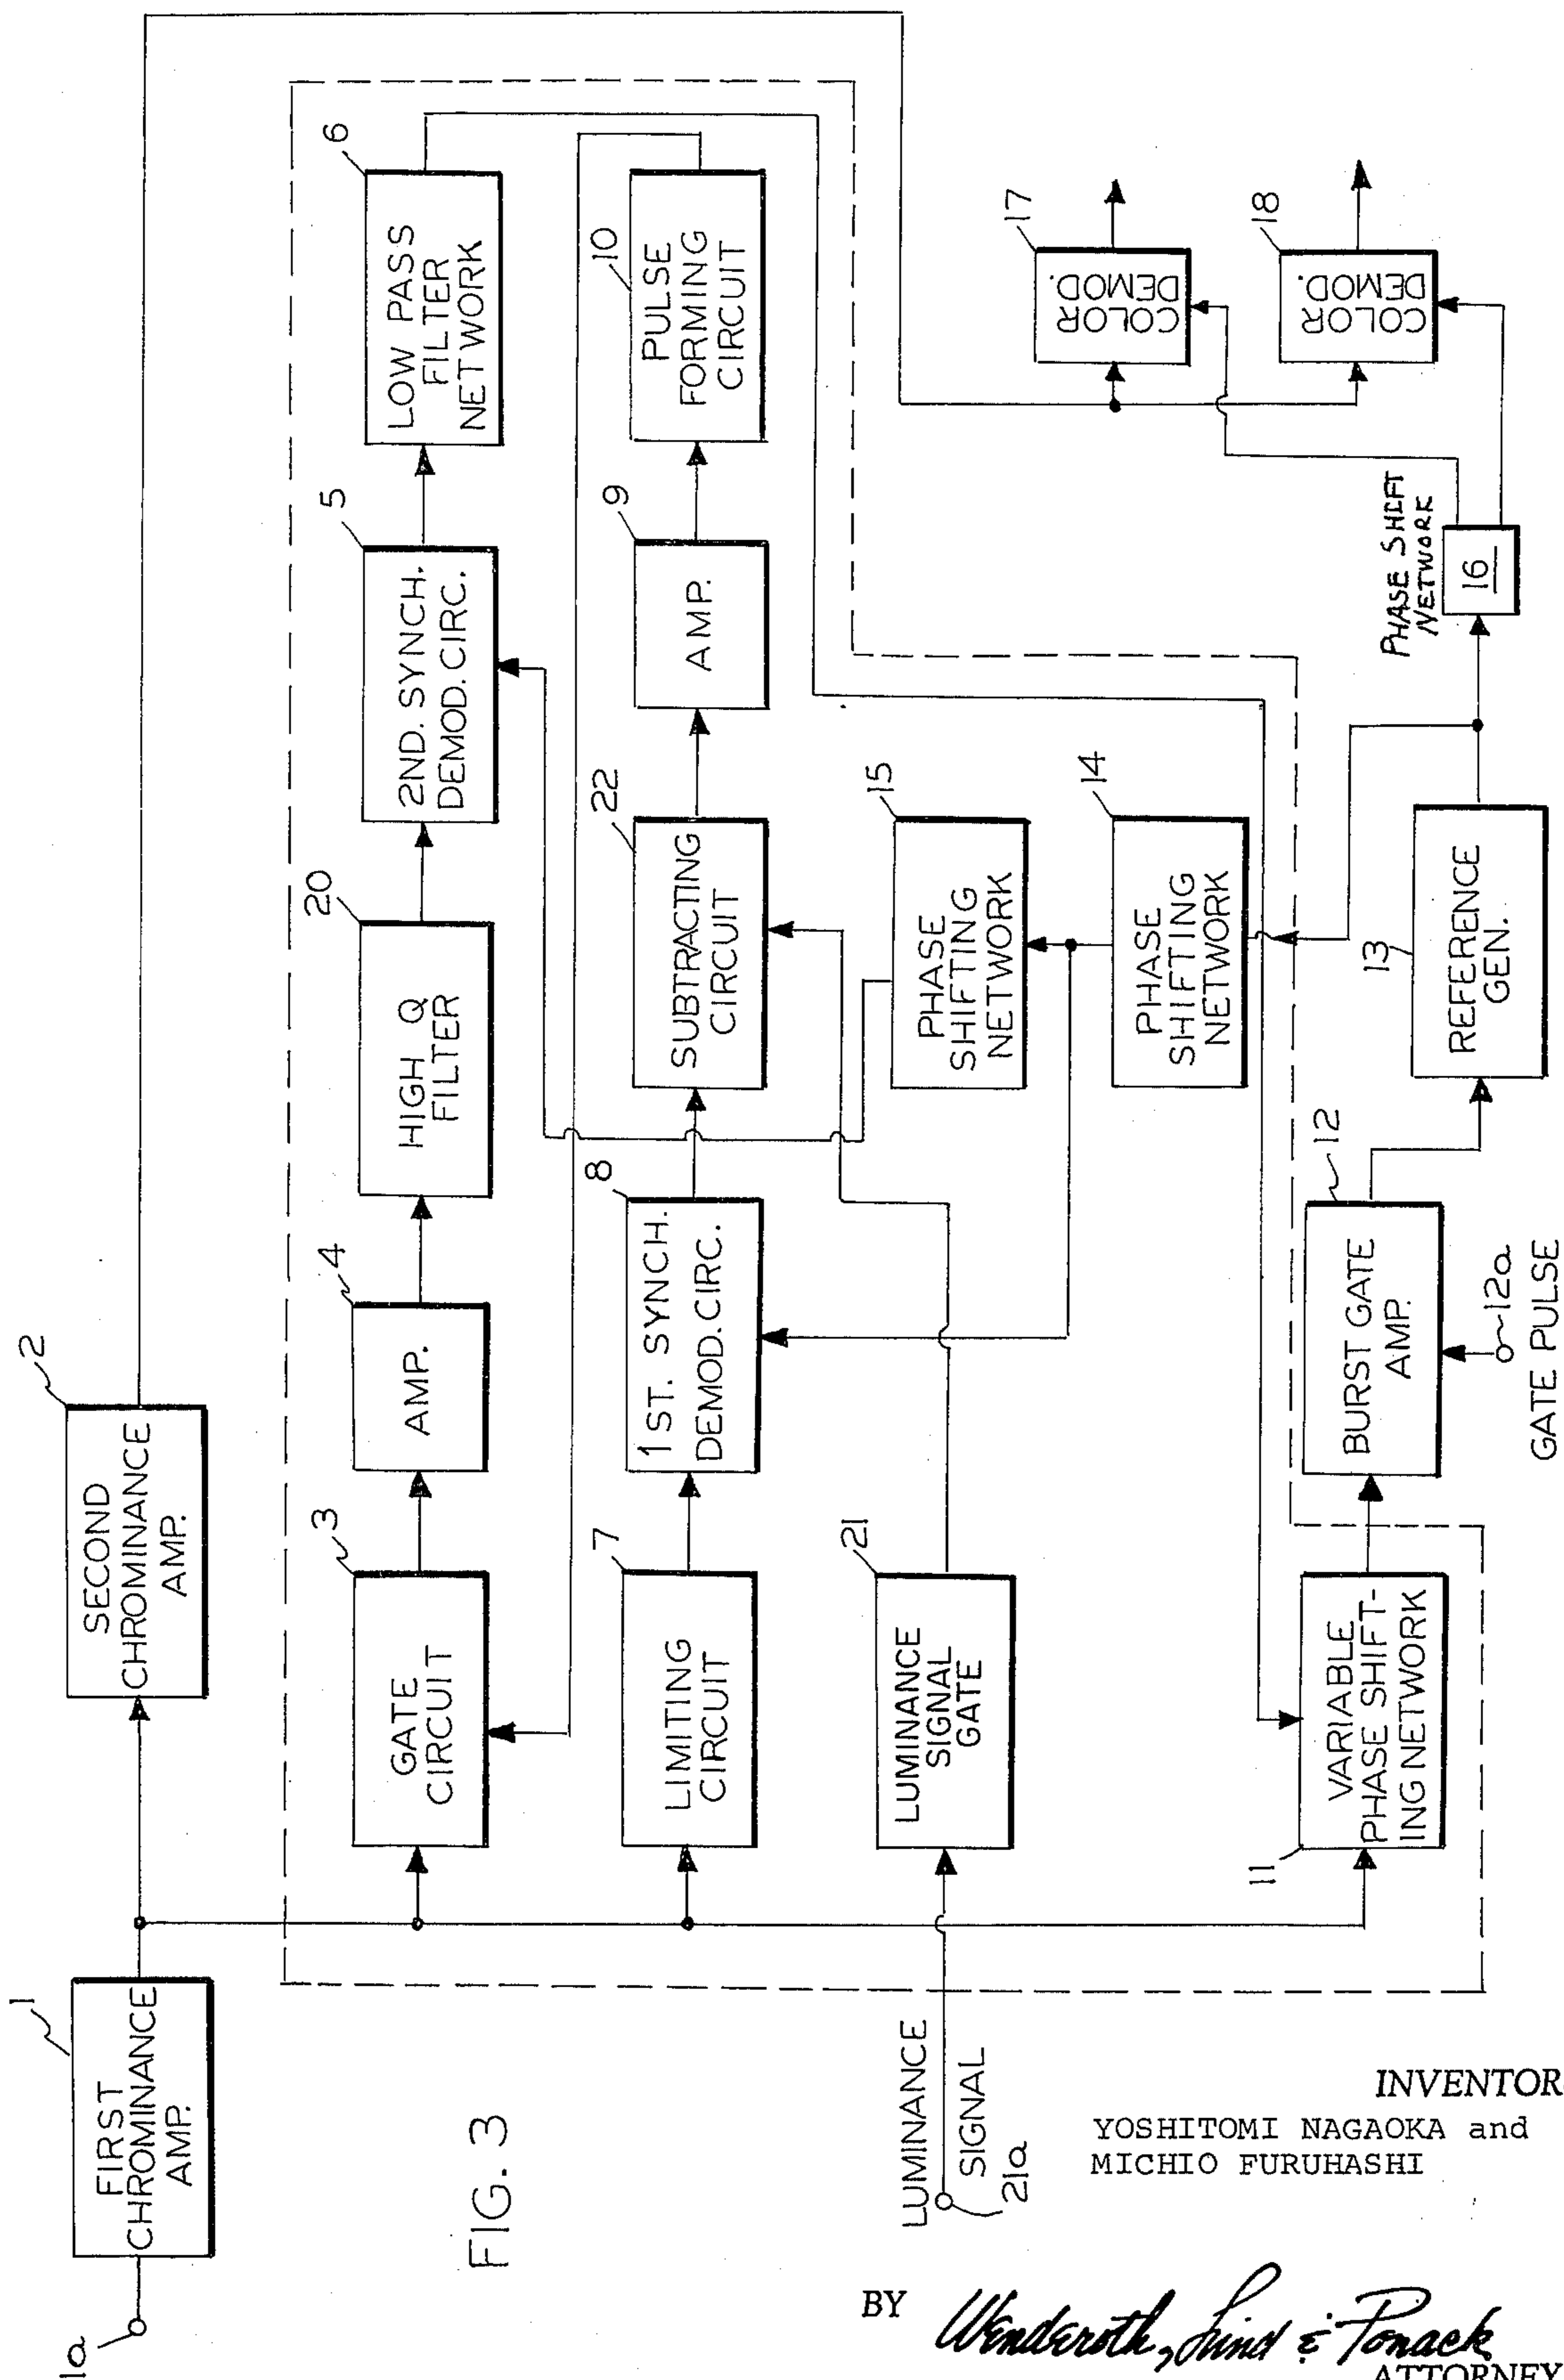 1a
1
FIRST
CHROMINANCE
AMP.
2
SECOND
CHROMINANCE
AMP.
3
GATE
CIRCUIT
4
AMP.
20
HIGH Q
FILTER
5
2ND. SYNCH.
DEMOD. CIRC.
6
LOW PASS
FILTER
NETWORK
7
LIMITING
CIRCUIT
8
1ST. SYNCH.
DEMOD. CIRC.
22
SUBTRACTING
CIRCUIT
9
AMP.
10
PULSE
FORMING
CIRCUIT
LUMINANCE
SIGNAL
21a
21
LUMINANCE
SIGNAL
GATE
15
PHASE
SHIFTING
NETWORK
14
PHASE
SHIFTING
NETWORK
11
VARIABLE
PHASE SHIFT-
ING NETWORK
12
BURST GATE
AMP.
12a
GATE PULSE
13
REFERENCE
GEN.
PHASE SHIFT
NETWORK
16
17
COLOR
DEMOD.
18
COLOR
DEMOD.
FIG. 3
INVENTOR
YOSHITOMI NAGAOKA and
MICHIO FURUHASHI
BY Wenderoth, Lind & Ponack
ATTORNEY